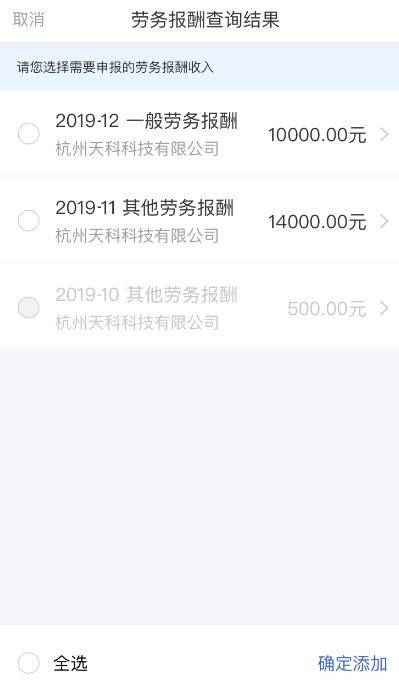 取消
劳务报酬查询结果
请您选择需要申报的劳务报酬收入
2019-12 一般劳务报酬
10000.00元
杭州天科科技有限公司
2019-11 其他劳务报酬
14000.00元
杭州天科科技有限公司
2019-10 其他劳务报酬
500.00元
杭州天科科技有限公司
全选
确定添加